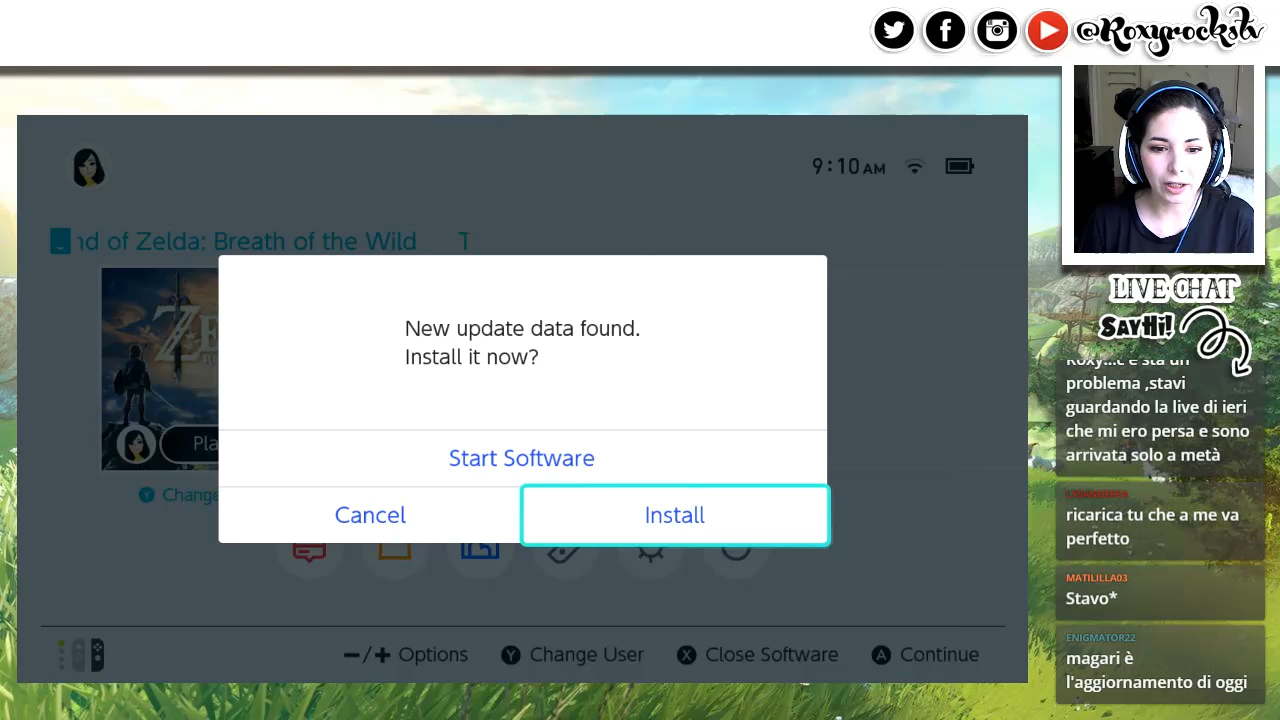 @Roxyrockstv
9:10 AM
nd of Zelda: Breath of the Wild T
New update data found.
Install it now?
Start Software
Cancel
Install
Pla
Y Change
−/+ Options
Y Change User
X Close Software
A Continue
LIVE CHAT
SAY HI!
problema ,stavi
guardando la live di ieri
che mi ero persa e sono
arrivata solo a metà
ricarica tu che a me va
perfetto
MATILILLA03
Stavo*
ENIGMATOR22
magari è
l'aggiornamento di oggi